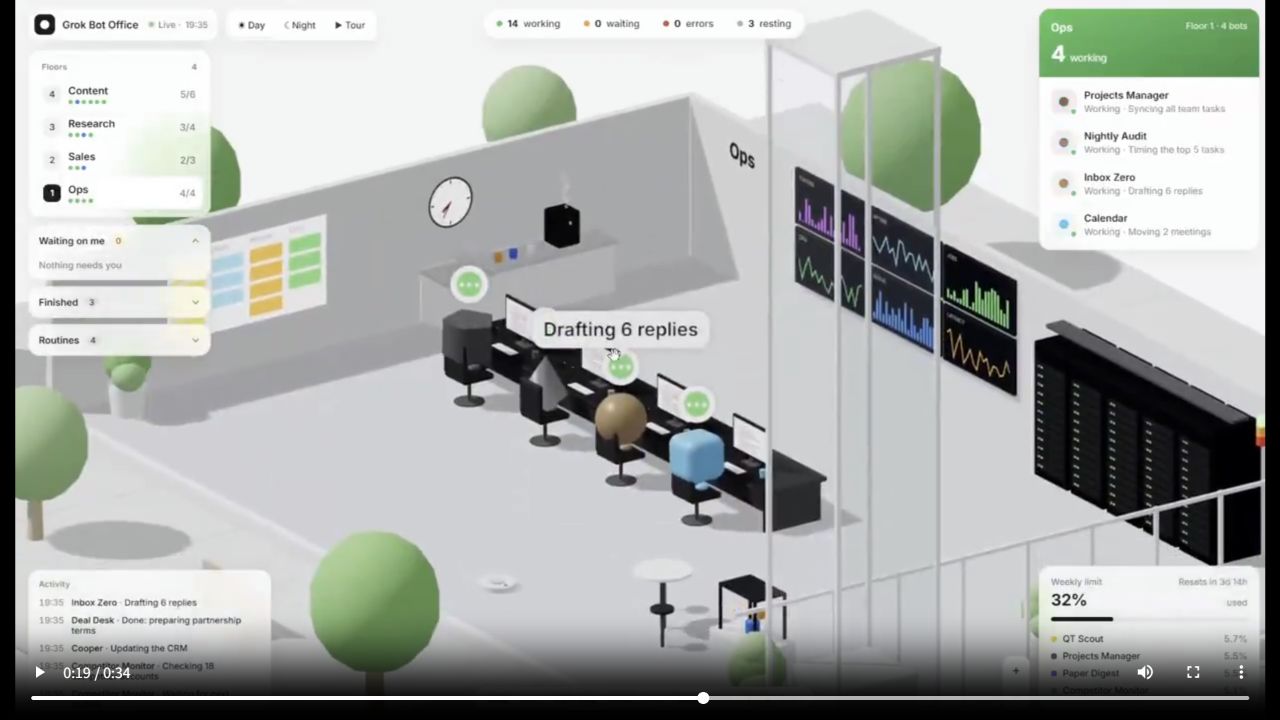 Grok Bot Office
Live · 19:35
Day
Night
Tour
14 working
0 waiting
0 errors
3 resting
Floors 4
4 Content 5/6
3 Research 3/4
2 Sales 2/3
1 Ops 4/4
Waiting on me 0
Nothing needs you
Finished 3
Routines 4
Ops
Drafting 6 replies
Ops
Floor 1 · 4 bots
4 working
Projects Manager
Working · Syncing all team tasks
Nightly Audit
Working · Timing the top 5 tasks
Inbox Zero
Working · Drafting 6 replies
Calendar
Working · Moving 2 meetings
Activity
19:35 Inbox Zero · Drafting 6 replies
19:35 Deal Desk · Done: preparing partnership
terms
19:35 Cooper · Updating the CRM
19:35 Competitor Monitor · Checking 18
accounts
Weekly limit
Resets in 3d 14h
32%
used
QT Scout 5.7%
Projects Manager 5.5%
Paper Digest
Competitor Monitor
0:19 / 0:34